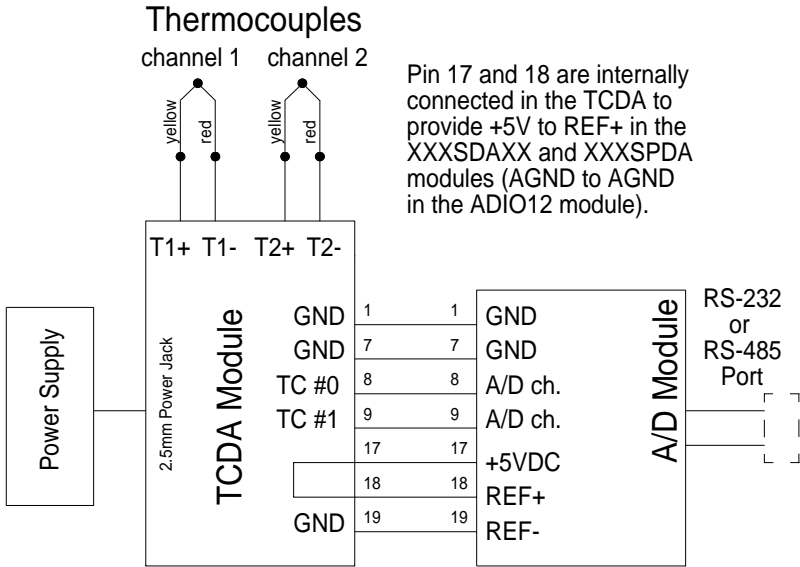 Thermocouples
channel 1 channel 2
yellow
red
yellow
red
Pin 17 and 18 are internally
connected in the TCDA to
provide +5V to REF+ in the
XXXSDAXX and XXXSPDA
modules (AGND to AGND
in the ADIO12 module).
T1+ T1- T2+ T2-
Power Supply
2.5mm Power Jack
TCDA Module
GND 1 1 GND
GND 7 7 GND
TC #0 8 8 A/D ch.
TC #1 9 9 A/D ch.
17 17 +5VDC
18 18 REF+
GND 19 19 REF-
A/D Module
RS-232
or
RS-485
Port